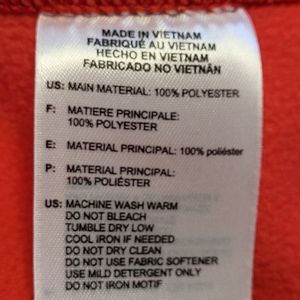 MADE IN VIETNAM
FABRIQUÉ AU VIETNAM
HECHO EN VIETNAM
FABRICADO NO VIETNÁN
US: MAIN MATERIAL: 100% POLYESTER
F: MATIERE PRINCIPALE:
100% POLYESTER
E: MATERIAL PRINCIPAL: 100% poliéster
P: MATERIAL PRINCIPAL:
100% POLIÉSTER
US: MACHINE WASH WARM
DO NOT BLEACH
TUMBLE DRY LOW
COOL IRON IF NEEDED
DO NOT DRY CLEAN
DO NOT USE FABRIC SOFTENER
USE MILD DETERGENT ONLY
DO NOT IRON MOTIF